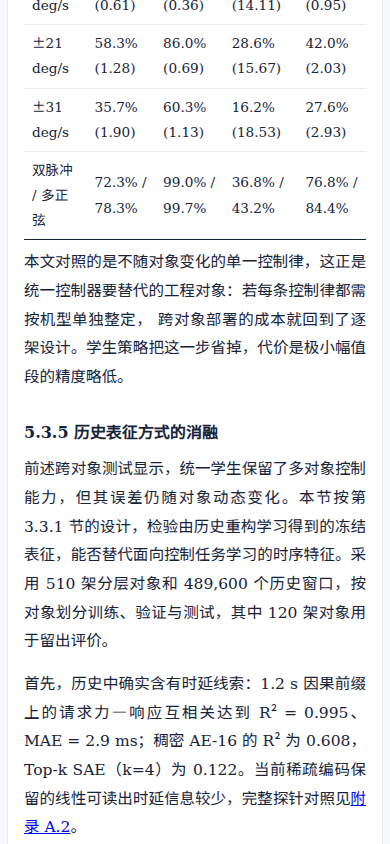 deg/s (0.61) (0.36) (14.11) (0.95)
±21 58.3% 86.0% 28.6% 42.0%
deg/s (1.28) (0.69) (15.67) (2.03)
±31 35.7% 60.3% 16.2% 27.6%
deg/s (1.90) (1.13) (18.53) (2.93)
双脉冲
/ 多正 72.3% / 99.0% / 36.8% / 76.8% /
弦 78.3% 99.7% 43.2% 84.4%
本文对照的是不随对象变化的单一控制律，这正是
统一控制器要替代的工程对象：若每条控制律都需
按机型单独整定， 跨对象部署的成本就回到了逐
架设计。学生策略把这一步省掉，代价是极小幅值
段的精度略低。
5.3.5 历史表征方式的消融
前述跨对象测试显示，统一学生保留了多对象控制
能力，但其误差仍随对象动态变化。本节按第
3.3.1 节的设计，检验由历史重构学习得到的冻结
表征，能否替代面向控制任务学习的时序特征。采
用 510 架分层对象和 489,600 个历史窗口，按
对象划分训练、验证与测试，其中 120 架对象用
于留出评价。
首先，历史中确实含有时延线索：1.2 s 因果前缀
上的请求力—响应互相关达到 R² = 0.995、
MAE = 2.9 ms；稠密 AE-16 的 R² 为 0.608，
Top-k SAE（k=4）为 0.122。当前稀疏编码保
留的线性可读出时延信息较少，完整探针对照见附
录 A.2。